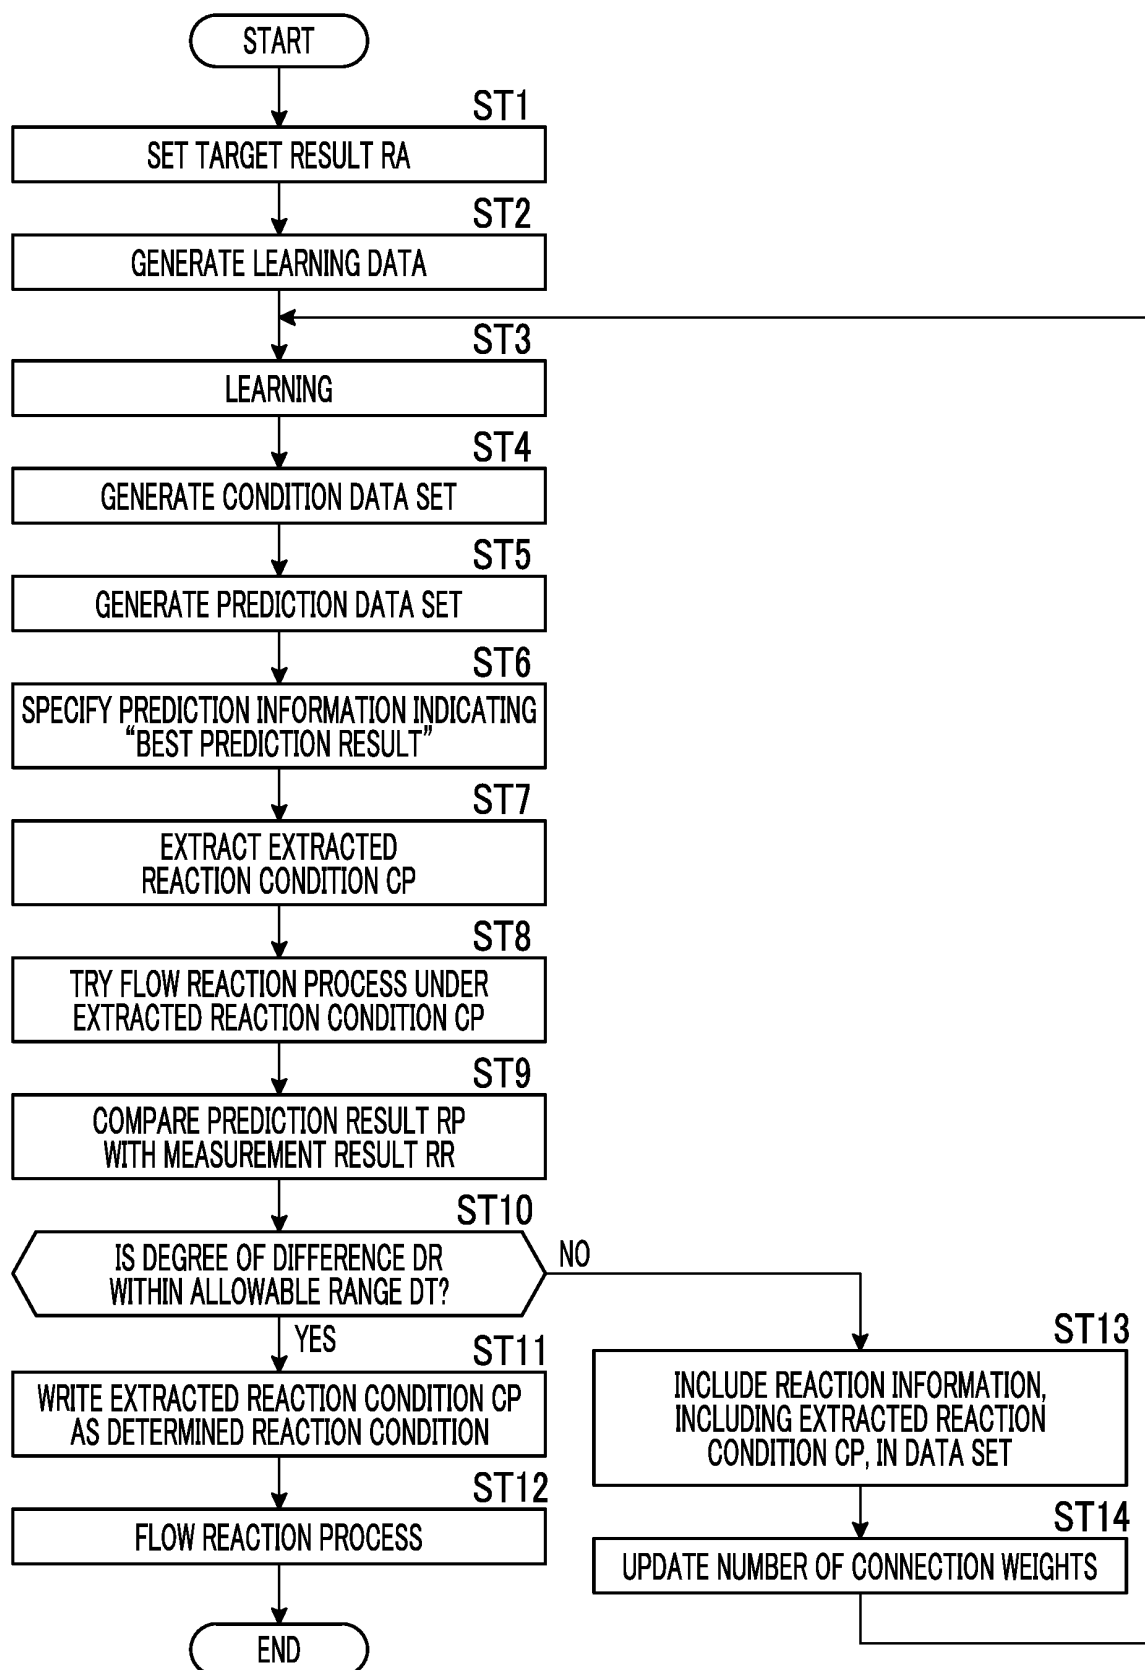 START
ST1
SET TARGET RESULT RA
ST2
GENERATE LEARNING DATA
ST3
LEARNING
ST4
GENERATE CONDITION DATA SET
ST5
GENERATE PREDICTION DATA SET
ST6
SPECIFY PREDICTION INFORMATION INDICATING
“BEST PREDICTION RESULT”
ST7
EXTRACT EXTRACTED
REACTION CONDITION CP
ST8
TRY FLOW REACTION PROCESS UNDER
EXTRACTED REACTION CONDITION CP
ST9
COMPARE PREDICTION RESULT RP
WITH MEASUREMENT RESULT RR
ST10
IS DEGREE OF DIFFERENCE DR
WITHIN ALLOWABLE RANGE DT?
NO
YES
ST11
WRITE EXTRACTED REACTION CONDITION CP
AS DETERMINED REACTION CONDITION
ST12
FLOW REACTION PROCESS
END
ST13
INCLUDE REACTION INFORMATION,
INCLUDING EXTRACTED REACTION
CONDITION CP, IN DATA SET
ST14
UPDATE NUMBER OF CONNECTION WEIGHTS